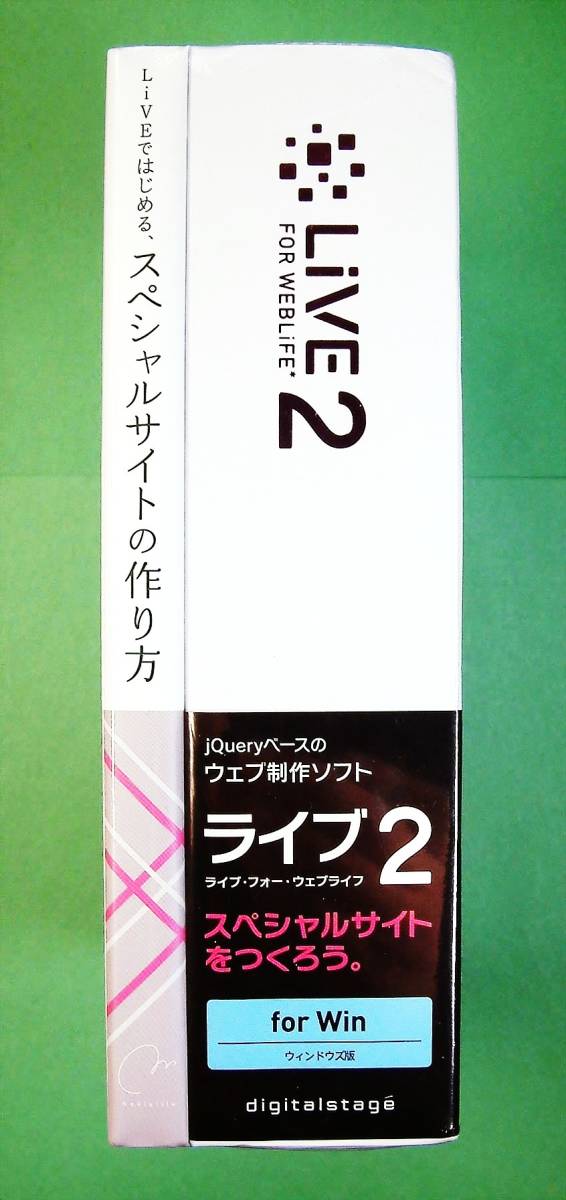 LiVEではじめる、スペシャルサイトの作り方
LiVE 2
FOR WEBLiFE*
jQueryベースの
ウェブ制作ソフト
ライブ2
ライブ・フォー・ウェブライフ
スペシャルサイト
をつくろう。
for Win
ウィンドウズ版
digitalstage